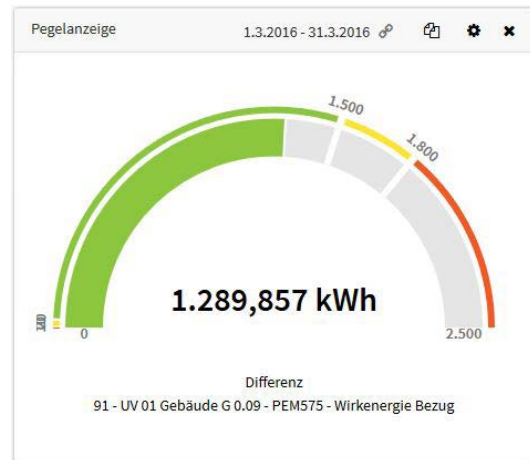 Pegelanzeige 1.3.2016 - 31.3.2016
1.500
1.800
1.289,857 kWh
0
2.500
Differenz
91 - UV 01 Gebäude G 0.09 - PEM575 - Wirkenergie Bezug